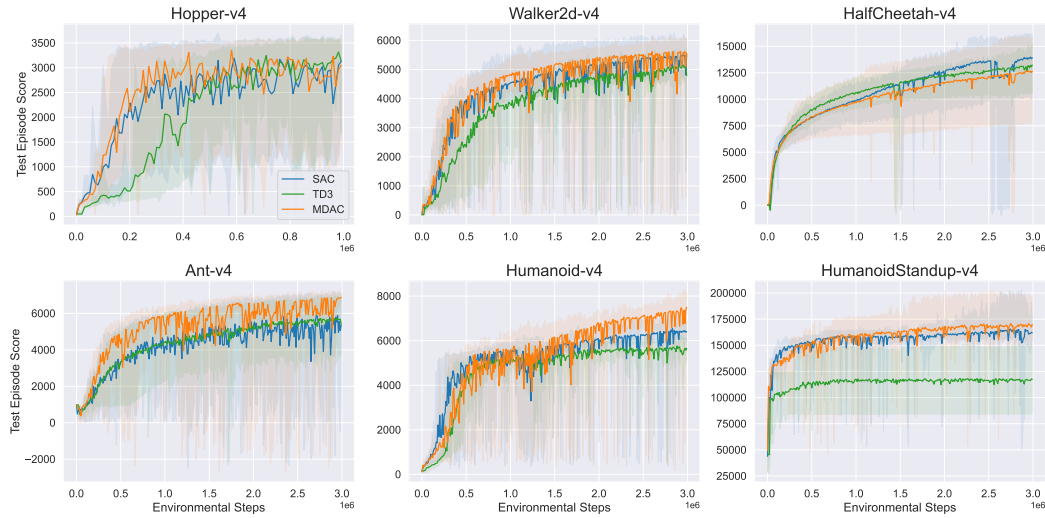 Hopper-v4
Walker2d-v4
HalfCheetah-v4
Test Episode Score
3500
3000
2500
2000
1500
1000
500
0
SAC
TD3
MDAC
0.0 0.2 0.4 0.6 0.8 1.0
1e6
6000
5000
4000
3000
2000
1000
0
0.0 0.5 1.0 1.5 2.0 2.5 3.0
1e6
15000
12500
10000
7500
5000
2500
0
0.0 0.5 1.0 1.5 2.0 2.5 3.0
1e6
Ant-v4
Humanoid-v4
HumanoidStandup-v4
Test Episode Score
6000
4000
2000
0
−2000
0.0 0.5 1.0 1.5 2.0 2.5 3.0
Environmental Steps
1e6
8000
6000
4000
2000
0
0.0 0.5 1.0 1.5 2.0 2.5 3.0
Environmental Steps
1e6
200000
175000
150000
125000
100000
75000
50000
25000
0.0 0.5 1.0 1.5 2.0 2.5 3.0
Environmental Steps
1e6